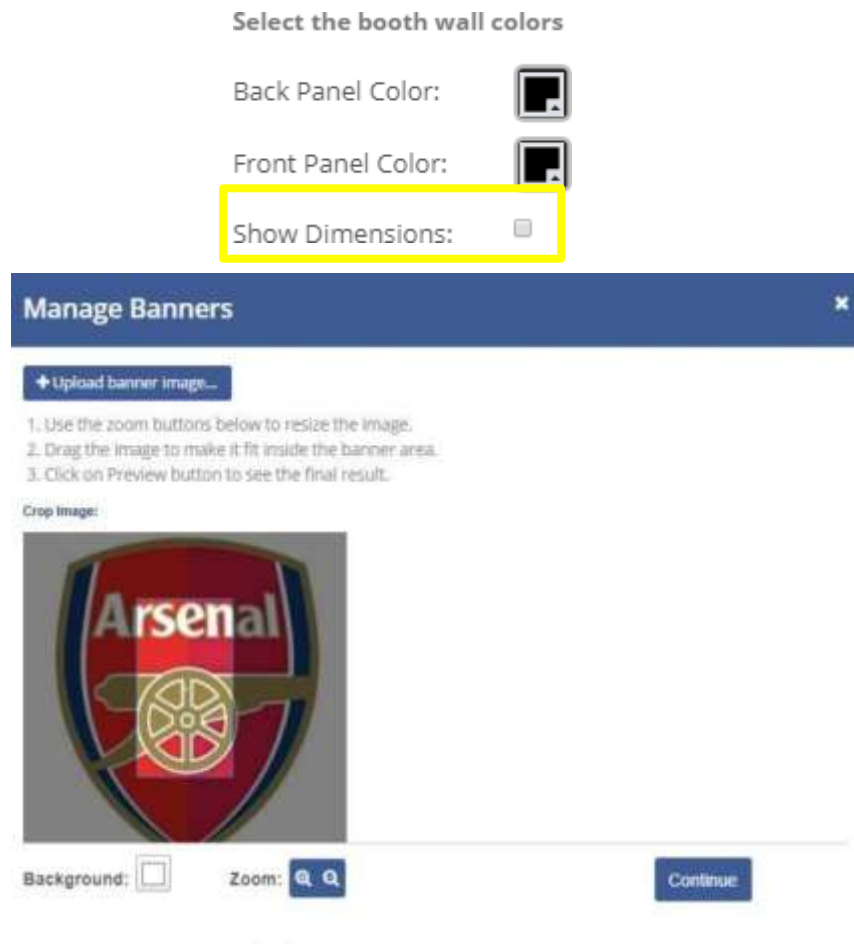 Select the booth wall colors
Back Panel Color:
Front Panel Color:
Show Dimensions:
Manage Banners
Upload banner image...
1. Use the zoom buttons below to resize the image.
2. Drag the image to make it fit inside the banner area.
3. Click on Preview button to see the final result.
Crop Image:
Arsenal
Background:
Zoom:
Continue